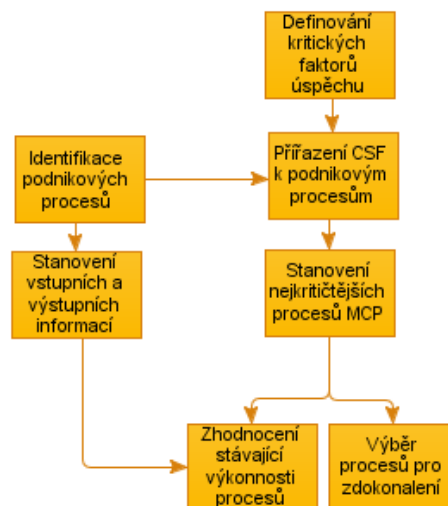 Definování
kritických
faktorů
úspěchu
Identifikace
podnikových
procesů
Přířazení CSF
k podnikovým
procesům
Stanovení
vstupních a
výstupních
informací
Stanovení
nejkritičtějších
procesů MCP
Zhodnocení
stávající
výkonnosti
procesů
Výběr
procesů pro
zdokonalení